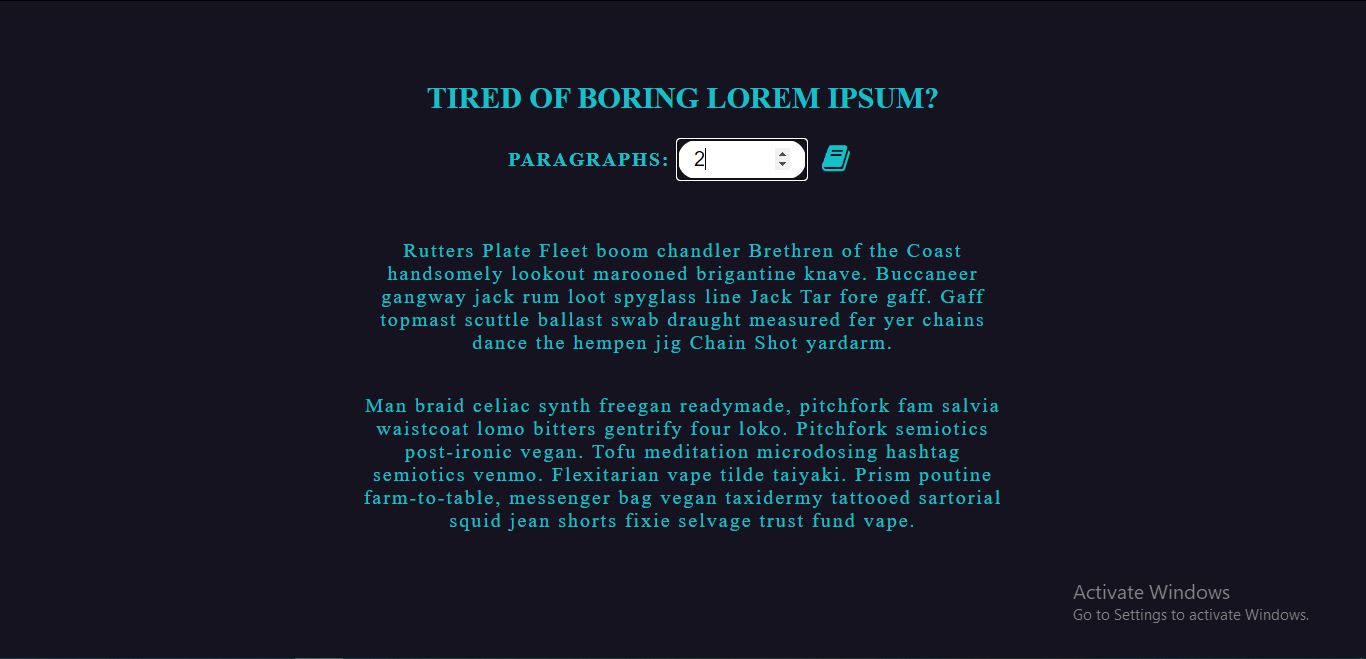 TIRED OF BORING LOREM IPSUM?
PARAGRAPHS: 2
Rutters Plate Fleet boom chandler Brethren of the Coast
handsomely lookout marooned brigantine knave. Buccaneer
gangway jack rum loot spyglass line Jack Tar fore gaff. Gaff
topmast scuttle ballast swab draught measured fer yer chains
dance the hempen jig Chain Shot yardarm.
Man braid celiac synth freegan readymade, pitchfork fam salvia
waistcoat lomo bitters gentrify four loko. Pitchfork semiotics
post-ironic vegan. Tofu meditation microdosing hashtag
semiotics venmo. Flexitarian vape tilde taiyaki. Prism poutine
farm-to-table, messenger bag vegan taxidermy tattooed sartorial
squid jean shorts fixie selvage trust fund vape.
Activate Windows
Go to Settings to activate Windows.